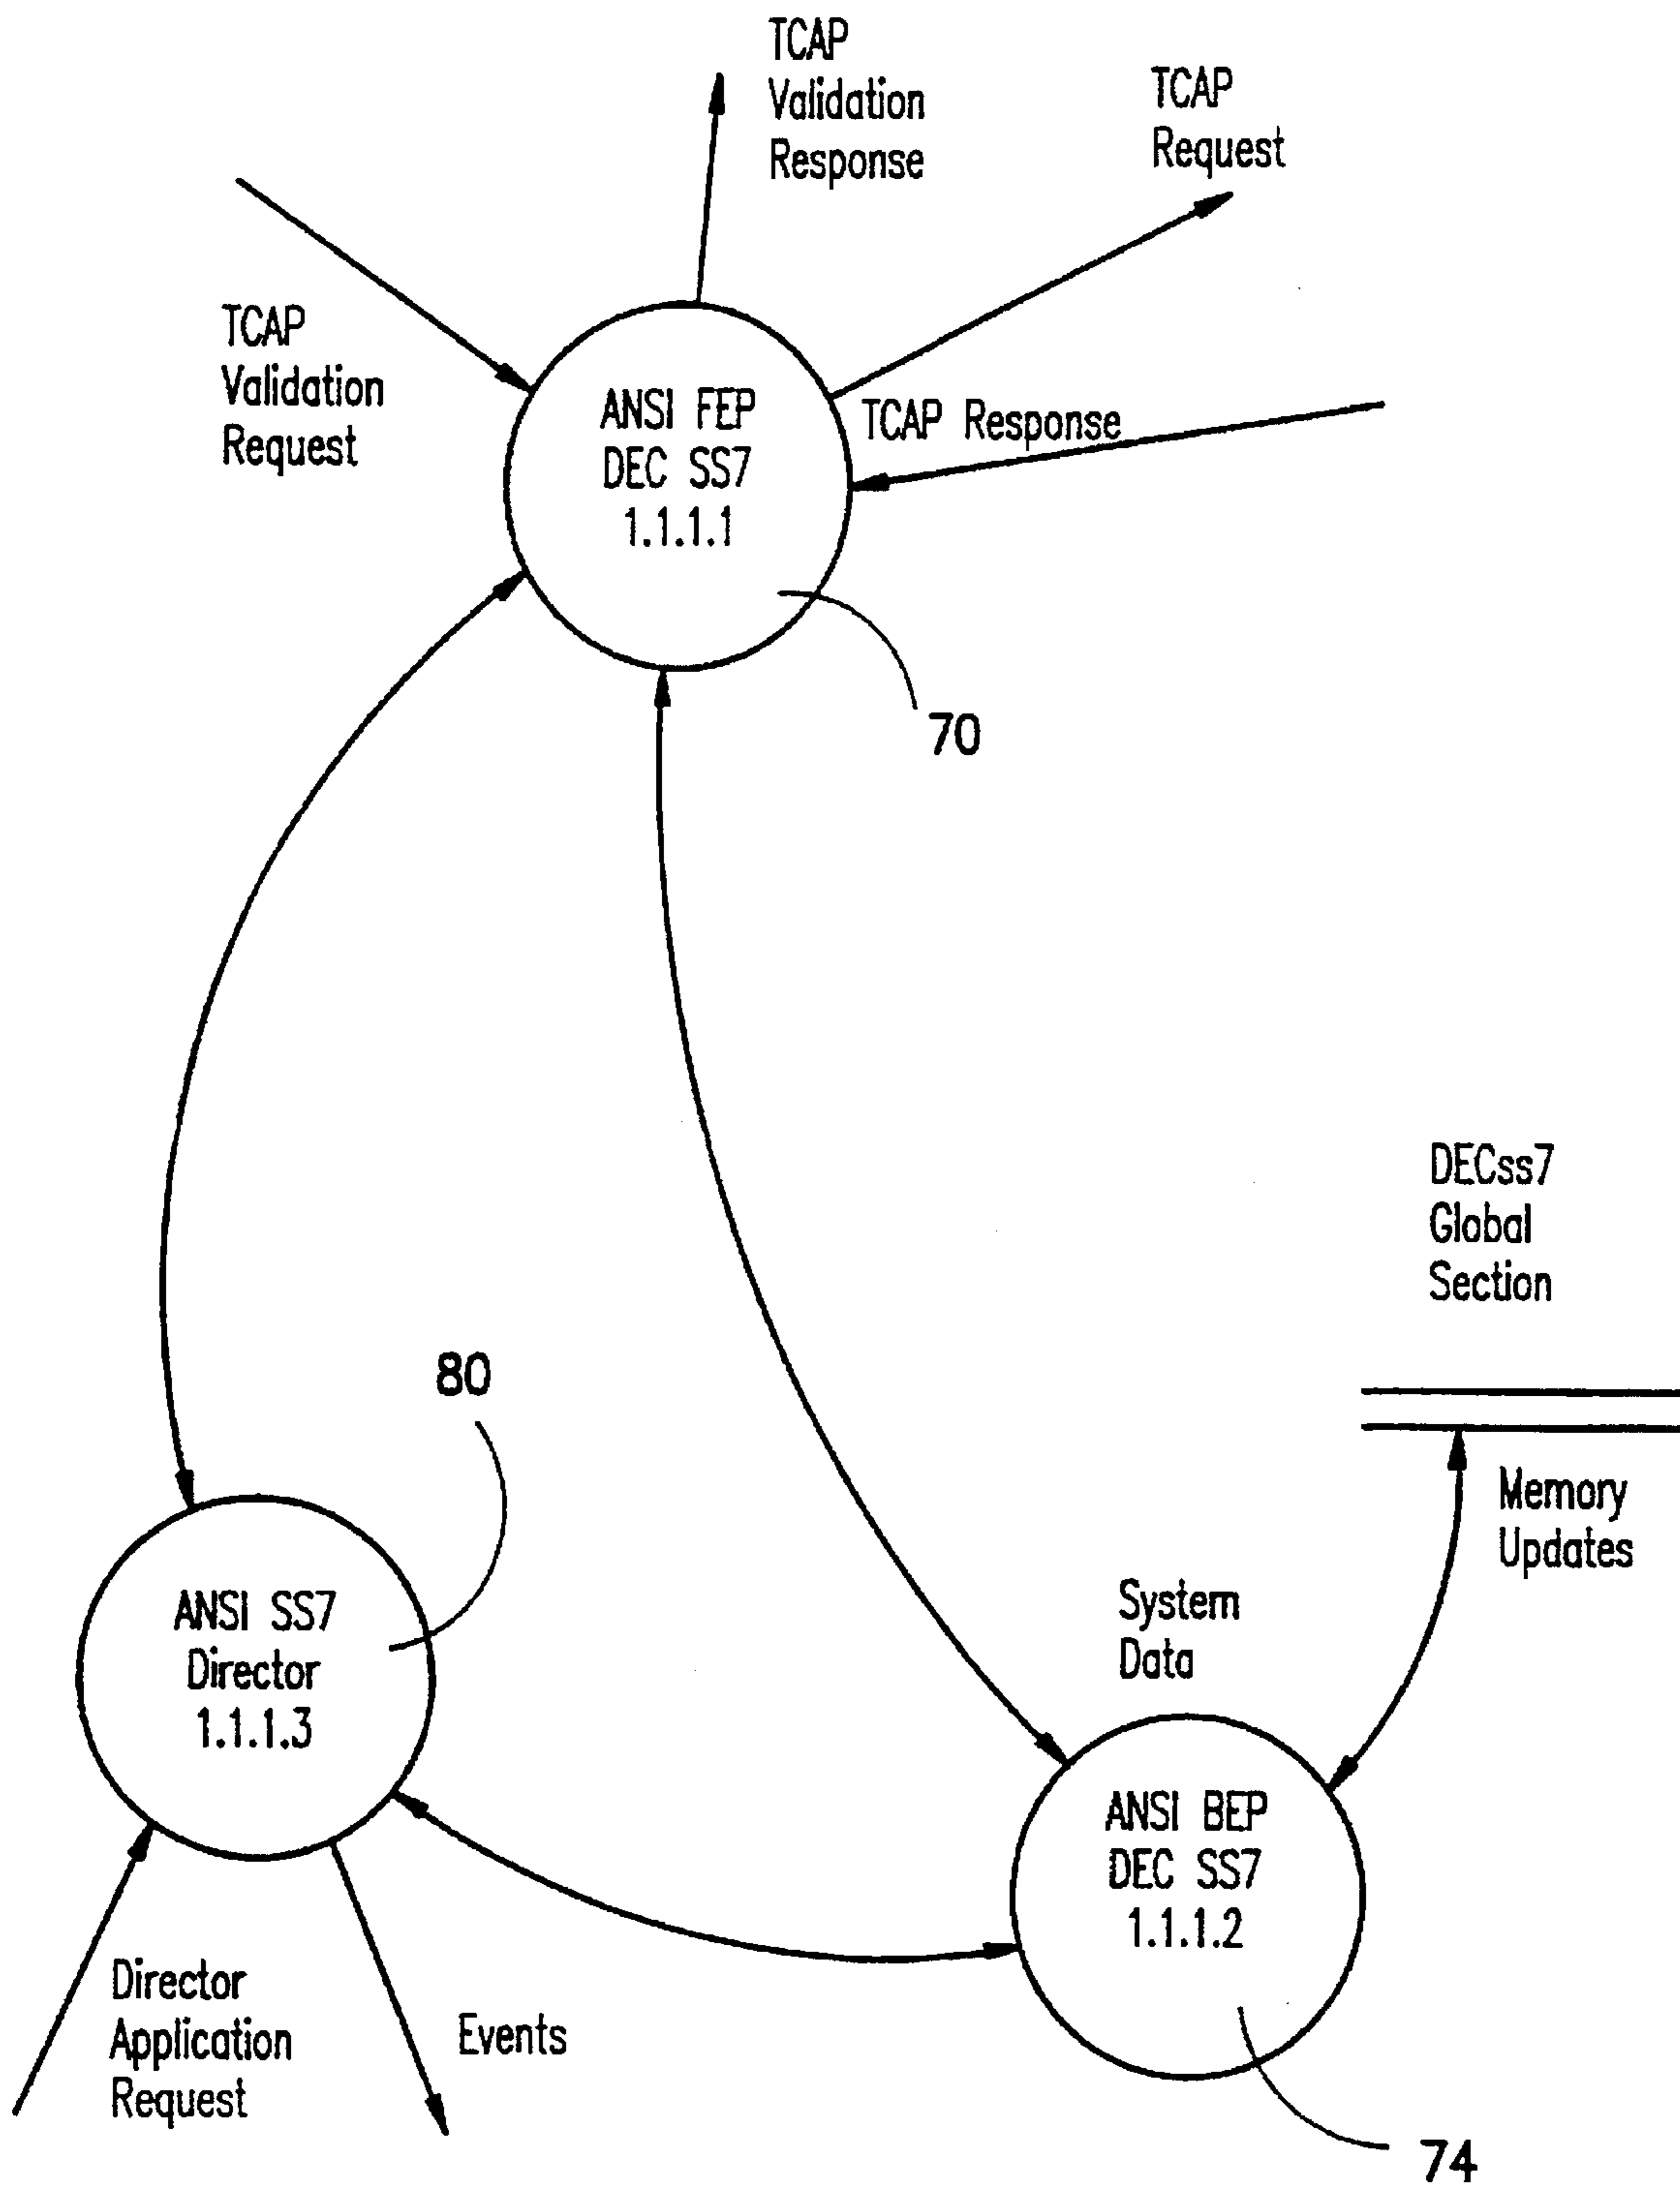 TCAP
Validation
Response
TCAP
Request
TCAP
Validation
Request
ANSI FEP
DEC SS7
1.1.1.1
TCAP Response
70
DECss7
Global
Section
80
Memory
Updates
System
Data
ANSI SS7
Director
1.1.1.3
ANSI BEP
DEC SS7
1.1.1.2
Director
Application
Request
Events
74